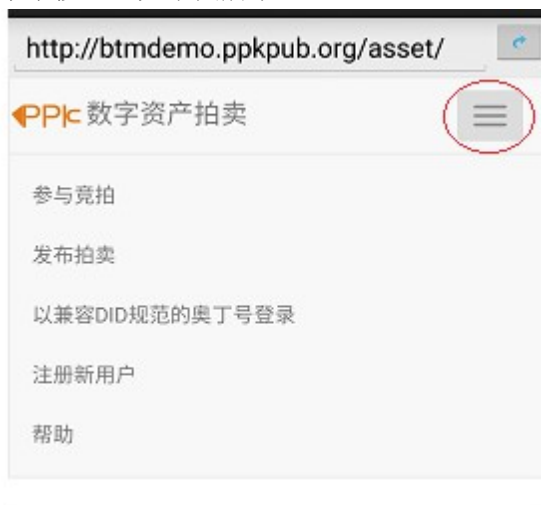 http://btmdemo.ppkpub.org/asset/
PPk 数字资产拍卖
参与竞拍
发布拍卖
以兼容DID规范的奥丁号登录
注册新用户
帮助